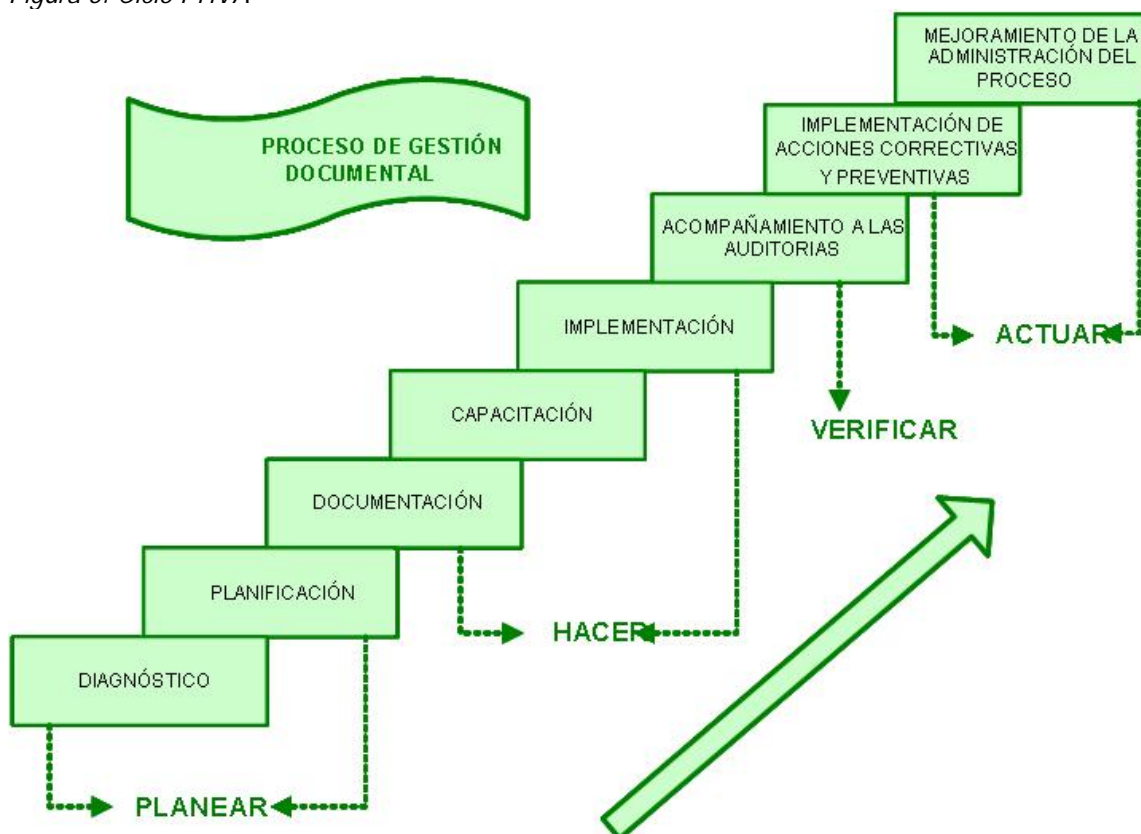 PROCESO DE GESTIÓN
DOCUMENTAL
MEJORAMIENTO DE LA
ADMINISTRACIÓN DEL
PROCESO
IMPLEMENTACIÓN DE
ACCIONES CORRECTIVAS
Y PREVENTIVAS
ACOMPAÑAMIENTO A LAS
AUDITORIAS
IMPLEMENTACIÓN
ACTUAR
CAPACITACIÓN
VERIFICAR
DOCUMENTACIÓN
PLANIFICACIÓN
HACER
DIAGNÓSTICO
PLANEAR